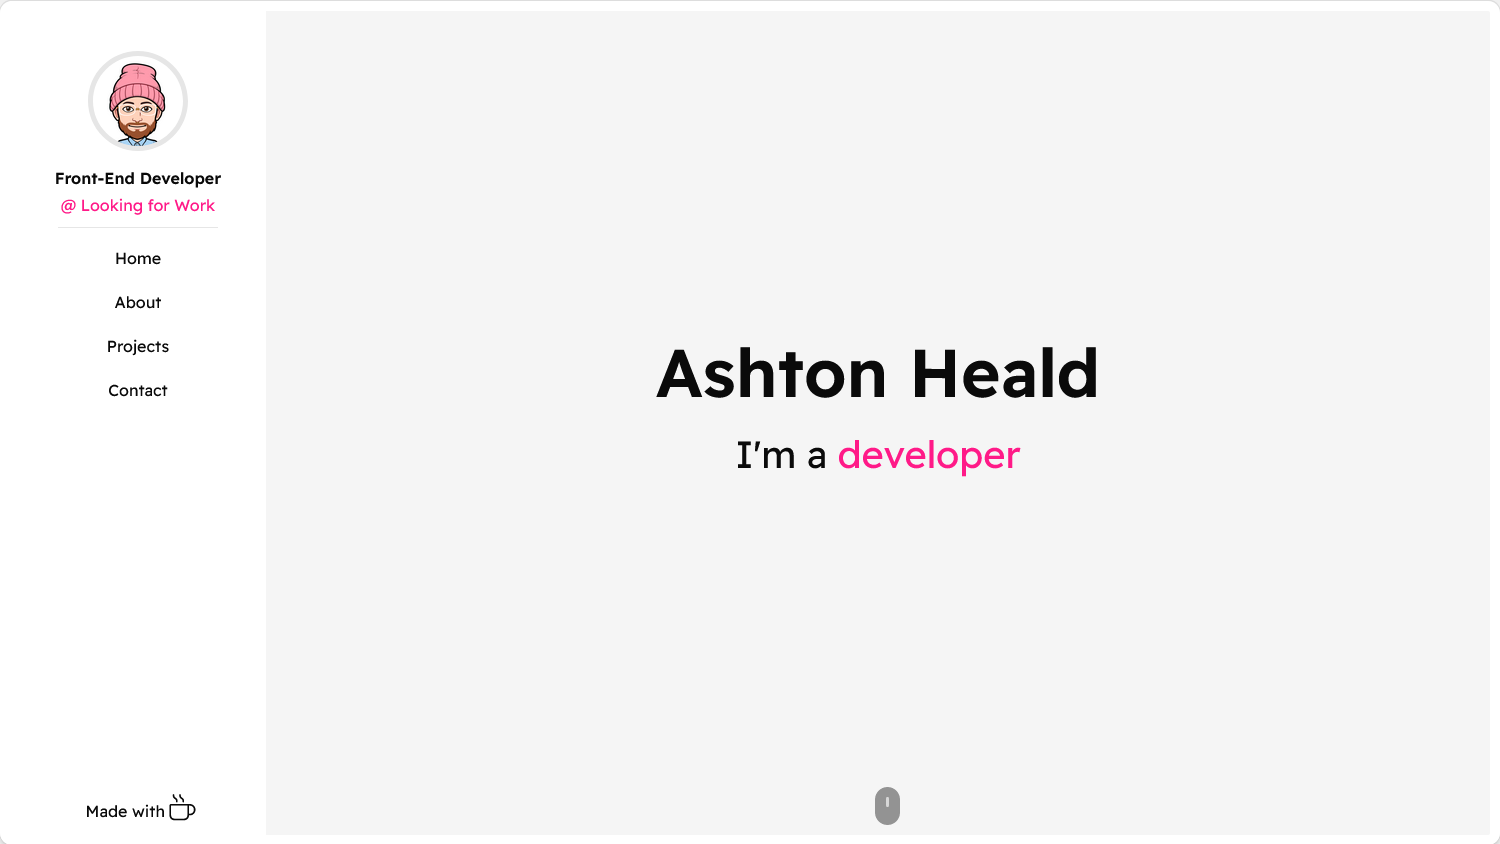 Front-End Developer
@ Looking for Work
Home
About
Projects
Contact
Made with
Ashton Heald
I'm a developer